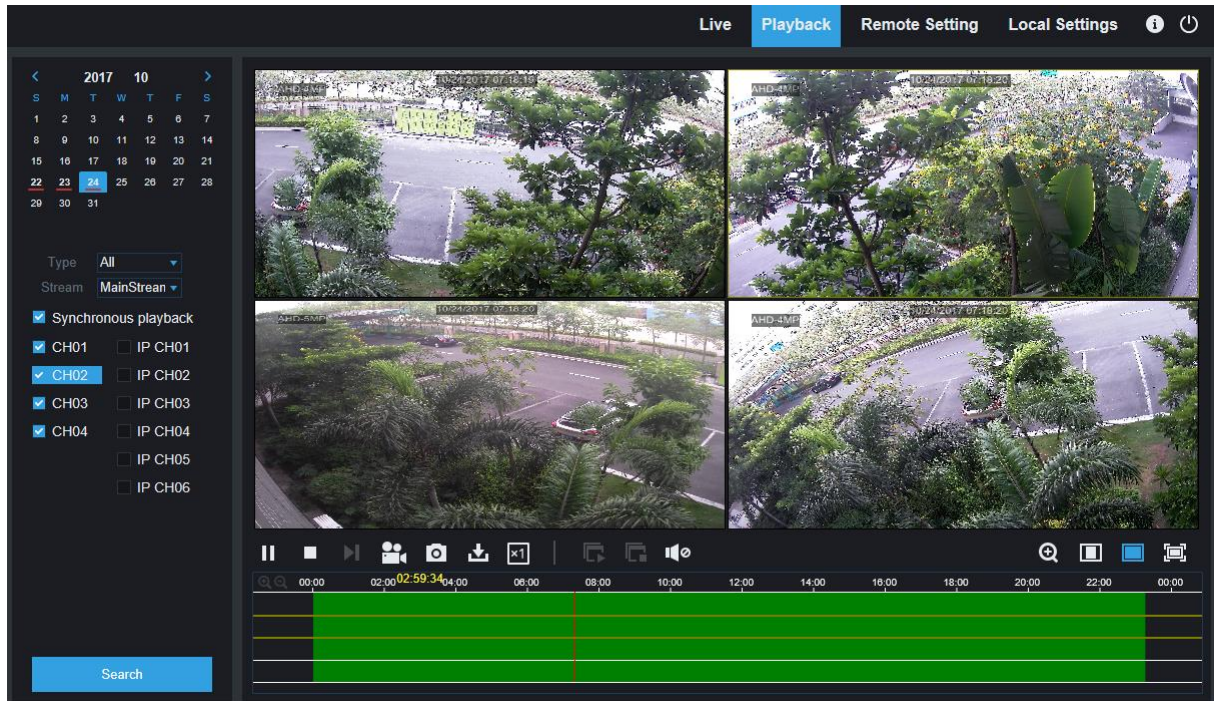 Live Playback Remote Setting Local Settings
2017 10
S M T W T F S
1 2 3 4 5 6 7
8 9 10 11 12 13 14
15 16 17 18 19 20 21
22 23 24 25 26 27 28
29 30 31
Type All
Stream MainStrean
Synchronous playback
CH01 IP CH01
CH02 IP CH02
CH03 IP CH03
CH04 IP CH04
IP CH05
IP CH06
Search
10/24/2017 07:18:19
AHD-4MP
10/24/2017 07:18:20
AHD-4MP
10/24/2017 07:18:20
AHD-5MP
10/24/2017 07:18:20
AHD-4MP
×1
00:00 02:00 02:59:34 04:00 06:00 08:00 10:00 12:00 14:00 16:00 18:00 20:00 22:00 00:00